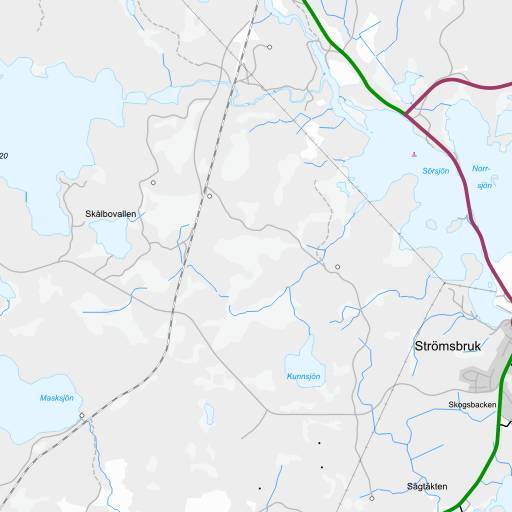 20
Skålbovallen
Sörsjön
Norr-
sjön
Strömsbruk
Kunnsjön
Masksjön
Skogsbacken
Sågtäkten